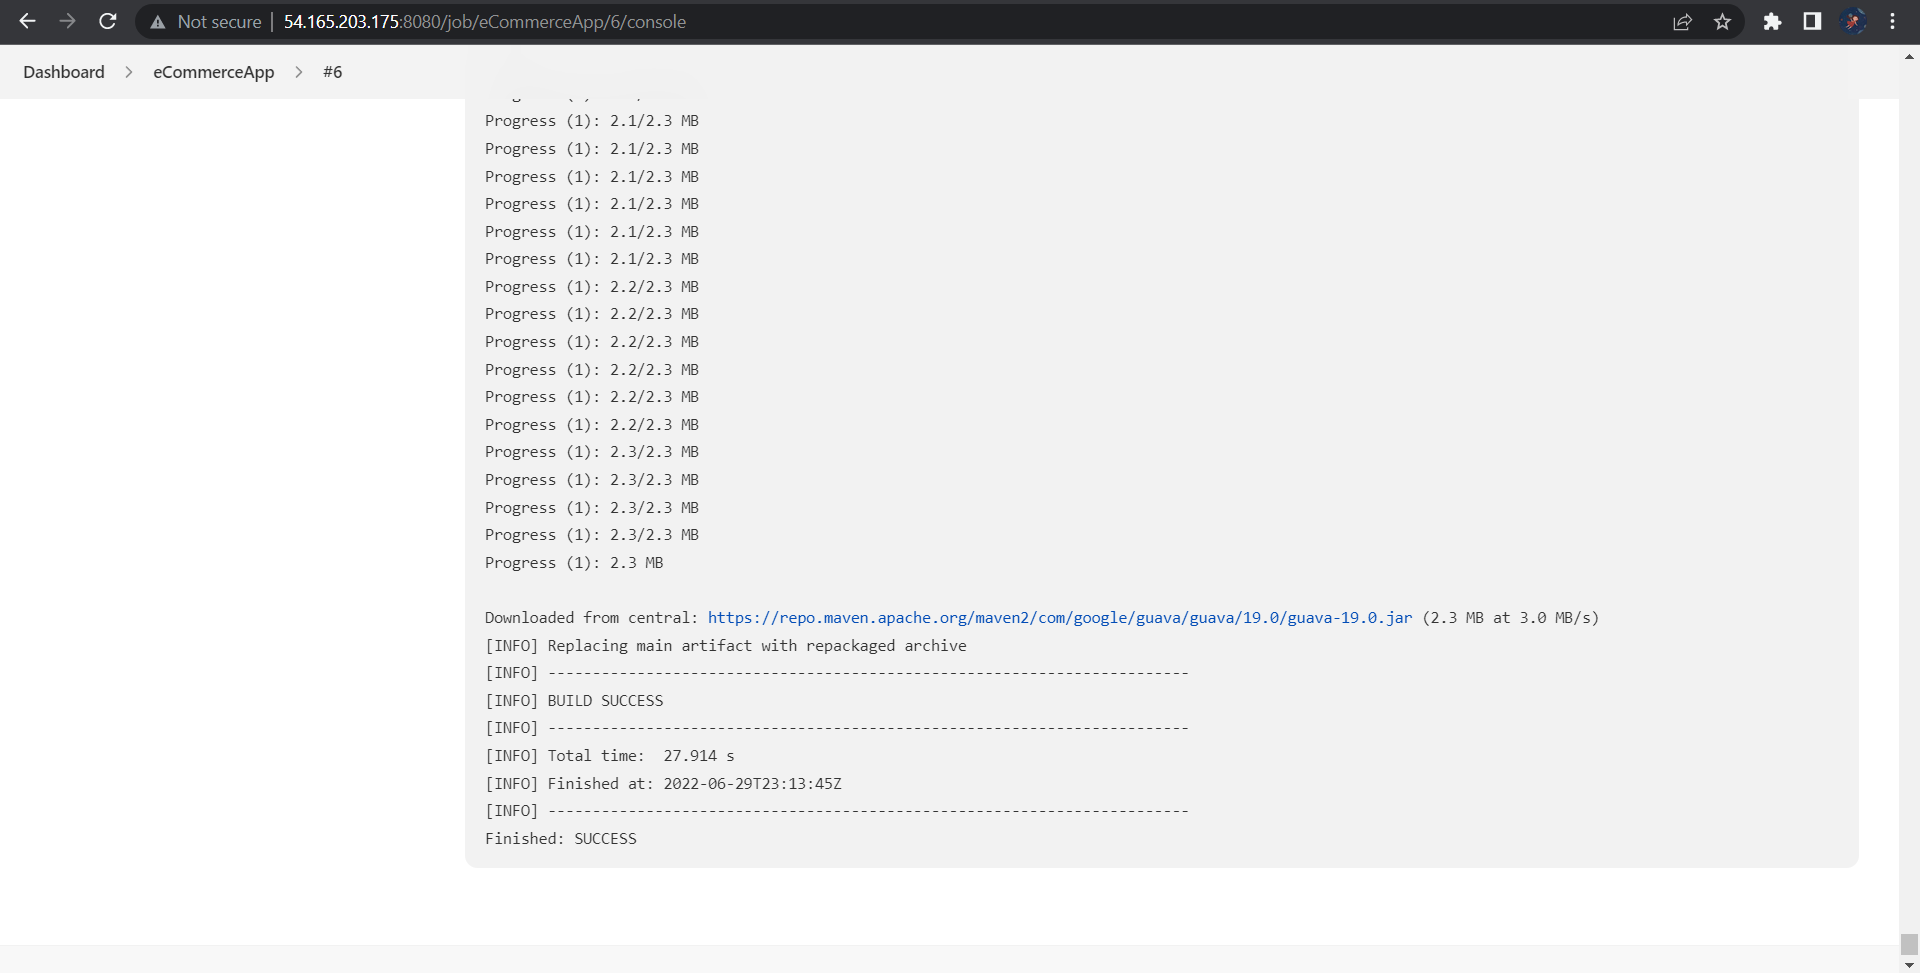 Not secure | 54.165.203.175:8080/job/eCommerceApp/6/console
Dashboard > eCommerceApp > #6
Progress (1): 2.1/2.3 MB
Progress (1): 2.1/2.3 MB
Progress (1): 2.1/2.3 MB
Progress (1): 2.1/2.3 MB
Progress (1): 2.1/2.3 MB
Progress (1): 2.1/2.3 MB
Progress (1): 2.2/2.3 MB
Progress (1): 2.2/2.3 MB
Progress (1): 2.2/2.3 MB
Progress (1): 2.2/2.3 MB
Progress (1): 2.2/2.3 MB
Progress (1): 2.2/2.3 MB
Progress (1): 2.3/2.3 MB
Progress (1): 2.3/2.3 MB
Progress (1): 2.3/2.3 MB
Progress (1): 2.3/2.3 MB
Progress (1): 2.3 MB
Downloaded from central: https://repo.maven.apache.org/maven2/com/google/guava/guava/19.0/guava-19.0.jar (2.3 MB at 3.0 MB/s)
[INFO] Replacing main artifact with repackaged archive
[INFO] ------------------------------------------------------------------------
[INFO] BUILD SUCCESS
[INFO] ------------------------------------------------------------------------
[INFO] Total time:  27.914 s
[INFO] Finished at: 2022-06-29T23:13:45Z
[INFO] ------------------------------------------------------------------------
Finished: SUCCESS